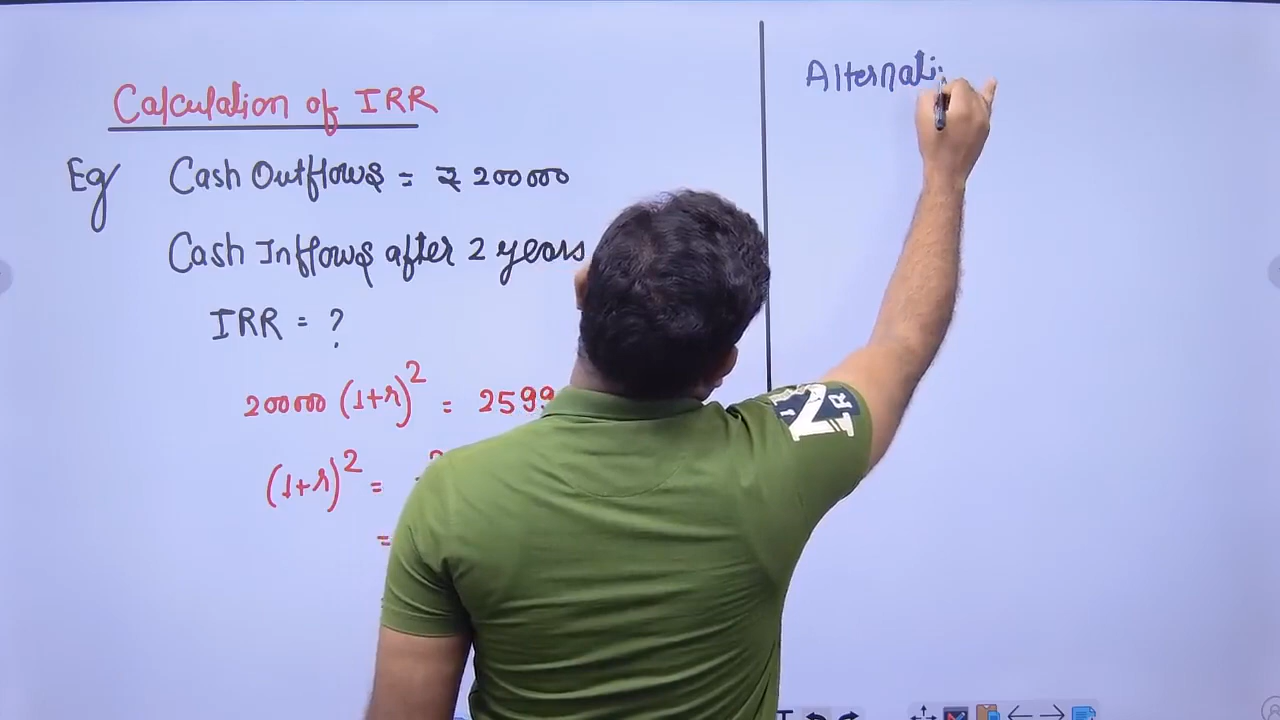 Calculation of IRR
Eg Cash Outflows = ₹ 200000
Cash Inflows after 2 years
IRR = ?
200000 (1+r)² = 2599
(1+r)² =
=
Alternati